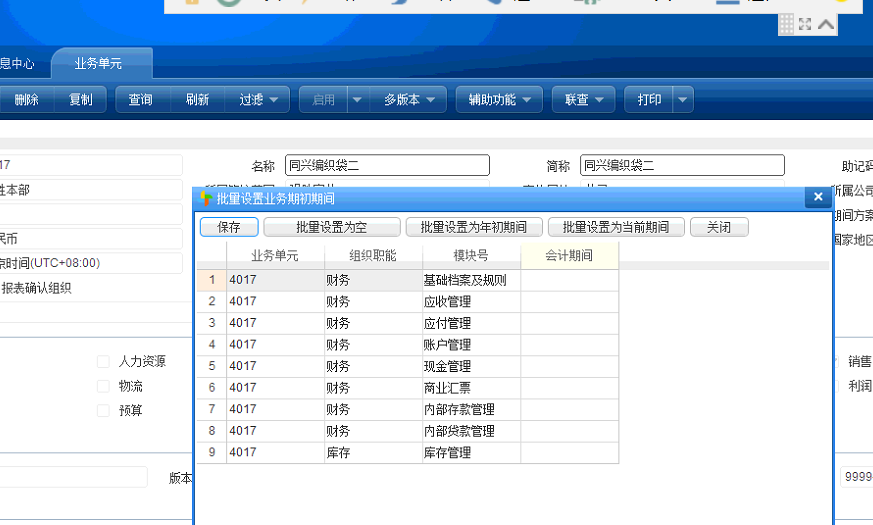 息中心 业务单元
删除 复制 查询 刷新 过滤 启用 多版本 辅助功能 联查 打印
17 名称 同兴编织袋二 简称 同兴编织袋二 助记码
性本部 所属公司
批量设置业务期初期间
期间方案
保存 批量设置为空 批量设置为年初期间 批量设置为当前期间 关闭
民币 国家地区
业务单元 组织职能 模块号 会计期间
京时间(UTC+08:00)
1 4017 财务 基础档案及规则
报表确认组织
2 4017 财务 应收管理
3 4017 财务 应付管理
4 4017 财务 账户管理
人力资源 销售
5 4017 财务 现金管理
物流 利润
6 4017 财务 商业汇票
预算
7 4017 财务 内部存款管理
8 4017 财务 内部贷款管理
9 4017 库存 库存管理
版本 9999